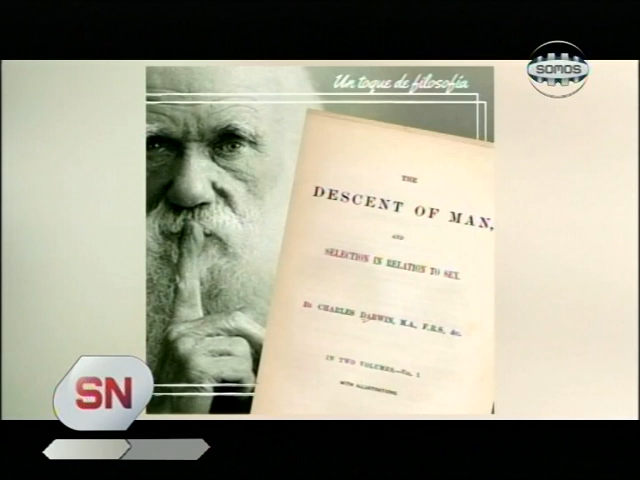 Un toque de filosofía
SOMOS
THE
DESCENT OF MAN,
AND
SELECTION IN RELATION TO SEX.
By CHARLES DARWIN, M.A., F.R.S., &c.
IN TWO VOLUMES.—VOL. I
WITH ILLUSTRATIONS.
SN